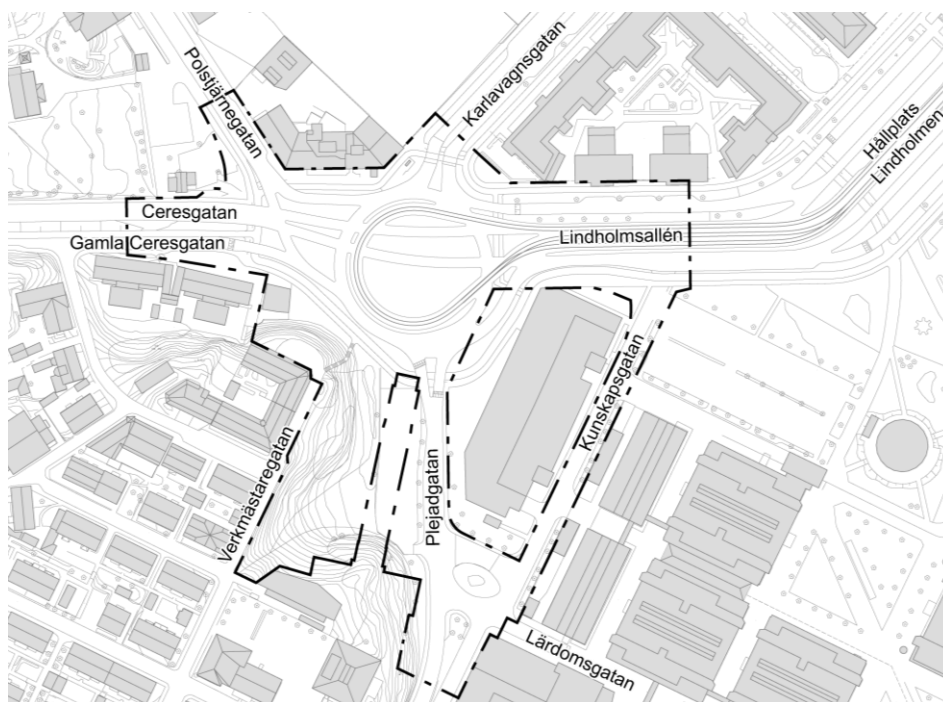 Polstjärnegatan
Karlavagnsgatan
Hållplats
Lindholmen
Ceresgatan
Gamla Ceresgatan
Lindholmsallén
Kunskapsgatan
Verkmästaregatan
Plejadgatan
Lärdomsgatan